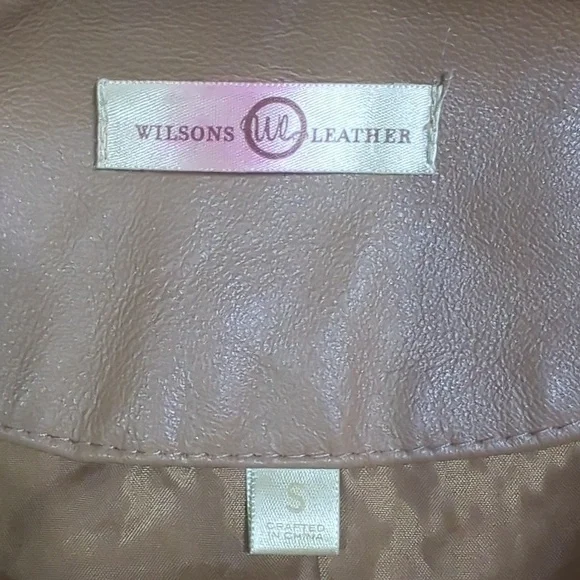 WILSONS WL LEATHER
S
CRAFTED
IN CHINA